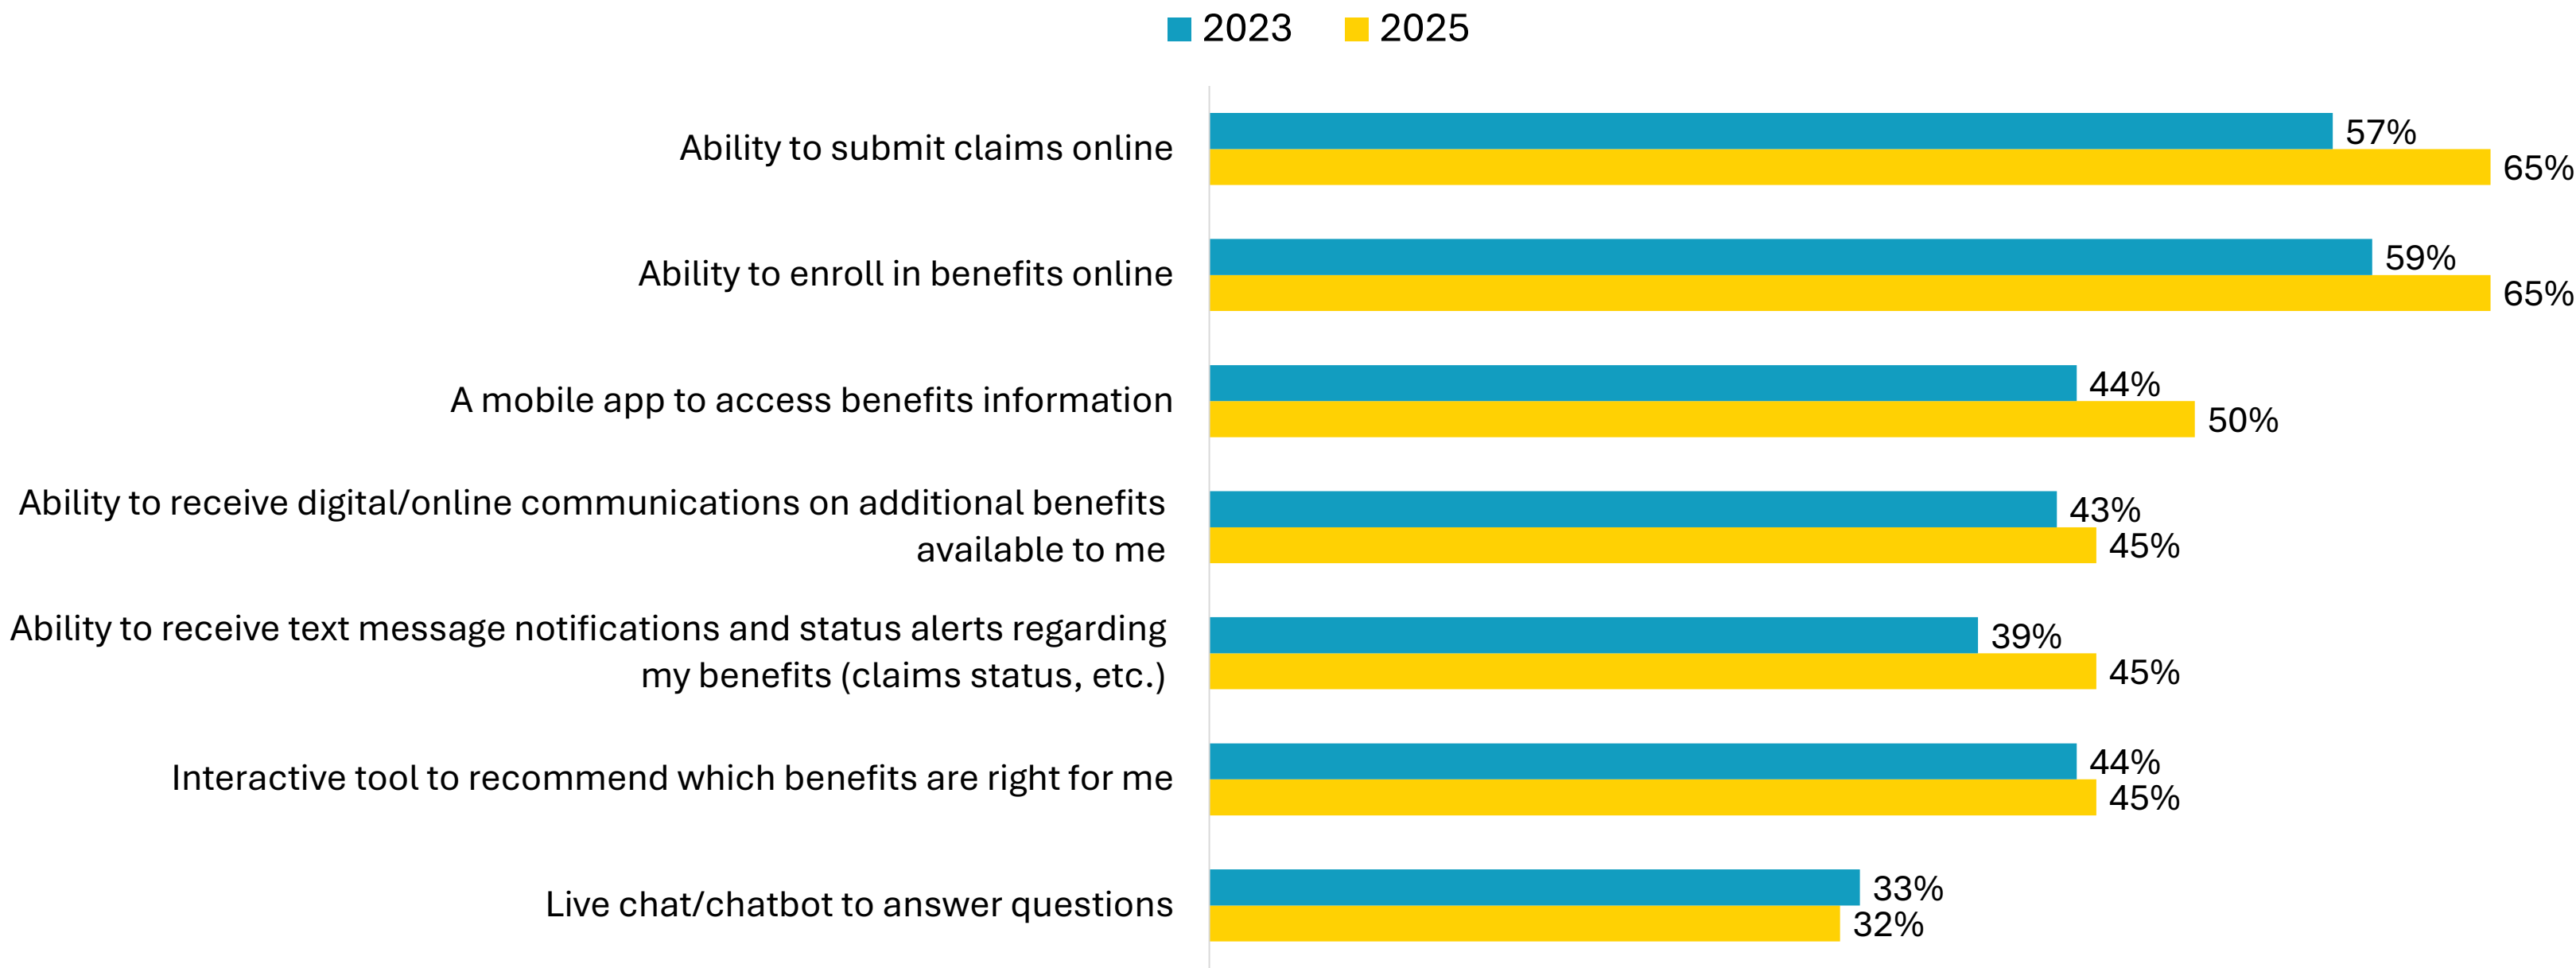 2023 2025
Ability to submit claims online
57%
65%
Ability to enroll in benefits online
59%
65%
A mobile app to access benefits information
44%
50%
Ability to receive digital/online communications on additional benefits
available to me
43%
45%
Ability to receive text message notifications and status alerts regarding
my benefits (claims status, etc.)
39%
45%
Interactive tool to recommend which benefits are right for me
44%
45%
Live chat/chatbot to answer questions
33%
32%